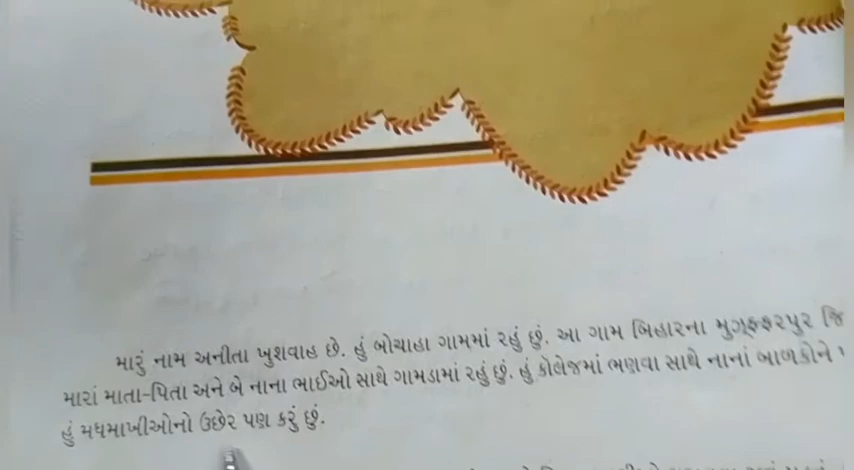 મારું નામ અનીતા ખુશવાહ છે. હું બોચાહા ગામમાં રહું છું. આ ગામ બિહારના મુઝફ્ફરપુર જિ
મારાં માતા-પિતા અને બે નાના ભાઈઓ સાથે ગામડામાં રહું છું. હું કૉલેજમાં ભણવા સાથે નાનાં બાળકોને
હું મધમાખીઓનો ઉછેર પણ કરું છું.